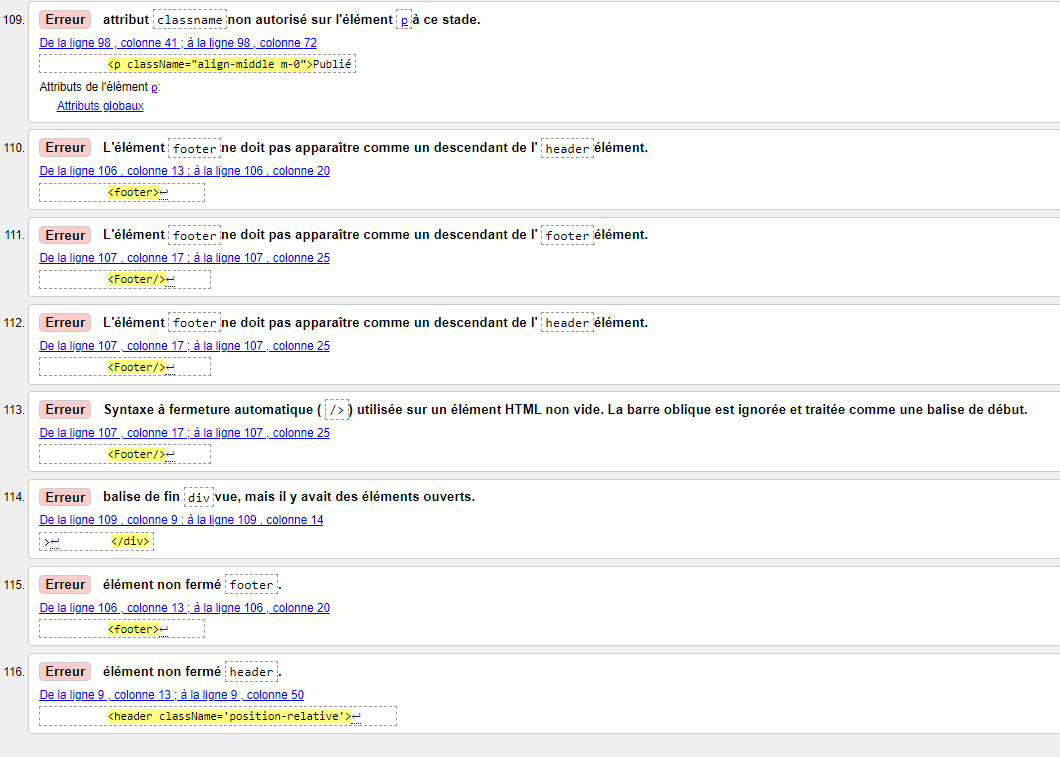 109. Erreur attribut classname non autorisé sur l'élément p à ce stade.
De la ligne 98 , colonne 41 ; à la ligne 98 , colonne 72
<p className="align-middle m-0">Publié
Attributs de l'élément p:
Attributs globaux
110. Erreur L'élément footer ne doit pas apparaître comme un descendant de l' header élément.
De la ligne 106 , colonne 13 ; à la ligne 106 , colonne 20
<footer>↩
111. Erreur L'élément footer ne doit pas apparaître comme un descendant de l' footer élément.
De la ligne 107 , colonne 17 ; à la ligne 107 , colonne 25
<Footer/>↩
112. Erreur L'élément footer ne doit pas apparaître comme un descendant de l' header élément.
De la ligne 107 , colonne 17 ; à la ligne 107 , colonne 25
<Footer/>↩
113. Erreur Syntaxe à fermeture automatique ( /> ) utilisée sur un élément HTML non vide. La barre oblique est ignorée et traitée comme une balise de début.
De la ligne 107 , colonne 17 ; à la ligne 107 , colonne 25
<Footer/>↩
114. Erreur balise de fin div vue, mais il y avait des éléments ouverts.
De la ligne 109 , colonne 9 ; à la ligne 109 , colonne 14
>↩ </div>
115. Erreur élément non fermé footer .
De la ligne 106 , colonne 13 ; à la ligne 106 , colonne 20
<footer>↩
116. Erreur élément non fermé header .
De la ligne 9 , colonne 13 ; à la ligne 9 , colonne 50
<header className='position-relative'>↩